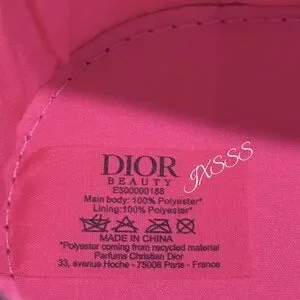 DIOR
BEAUTY
E300000188
Main body: 100% Polyester*
Lining:100% Polyester*
MADE IN CHINA
*Polyester coming from recycled material
Parfums Christian Dior
33, avenue Hoche - 75008 Paris - France
JXSSS